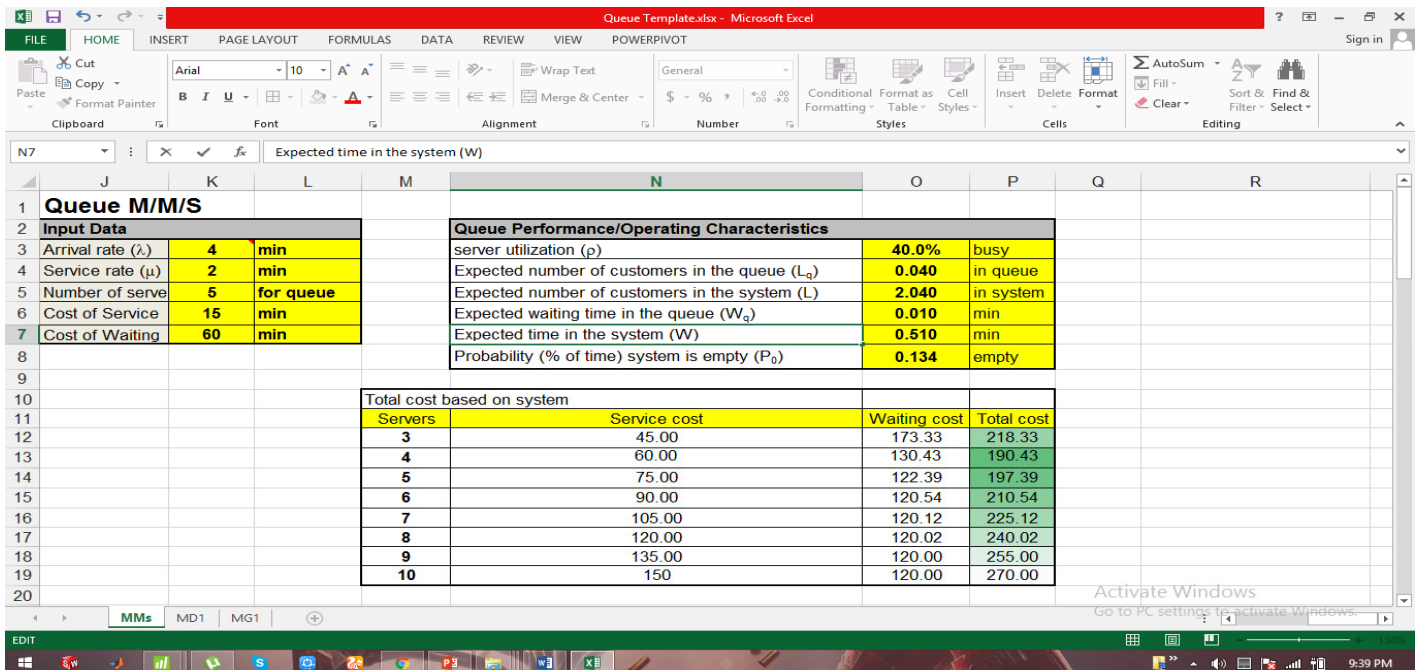 Queue Template.xlsx - Microsoft Excel
FILE HOME INSERT PAGE LAYOUT FORMULAS DATA REVIEW VIEW POWERPIVOT Sign in
Paste
Cut
Copy
Format Painter
Clipboard
Arial 10
B I U
Font
Wrap Text
Merge & Center
Alignment
General
$ % ,
Number
Conditional Formatting
Format as Table
Cell Styles
Styles
Insert Delete Format
Cells
AutoSum
Fill
Clear
Sort & Filter
Find & Select
Editing
N7 fx Expected time in the system (W)
J K L M N O P Q R
1 Queue M/M/S
2 Input Data Queue Performance/Operating Characteristics
3 Arrival rate (λ) 4 min server utilization (ρ) 40.0% busy
4 Service rate (μ) 2 min Expected number of customers in the queue (Lq) 0.040 in queue
5 Number of serve 5 for queue Expected number of customers in the system (L) 2.040 in system
6 Cost of Service 15 min Expected waiting time in the queue (Wq) 0.010 min
7 Cost of Waiting 60 min Expected time in the system (W) 0.510 min
8 Probability (% of time) system is empty (P₀) 0.134 empty
9
10 Total cost based on system
11 Servers Service cost Waiting cost Total cost
12 3 45.00 173.33 218.33
13 4 60.00 130.43 190.43
14 5 75.00 122.39 197.39
15 6 90.00 120.54 210.54
16 7 105.00 120.12 225.12
17 8 120.00 120.02 240.02
18 9 135.00 120.00 255.00
19 10 150 120.00 270.00
20
Activate Windows
Go to PC settings to activate Windows.
MMs MD1 MG1
EDIT 130%
9:39 PM